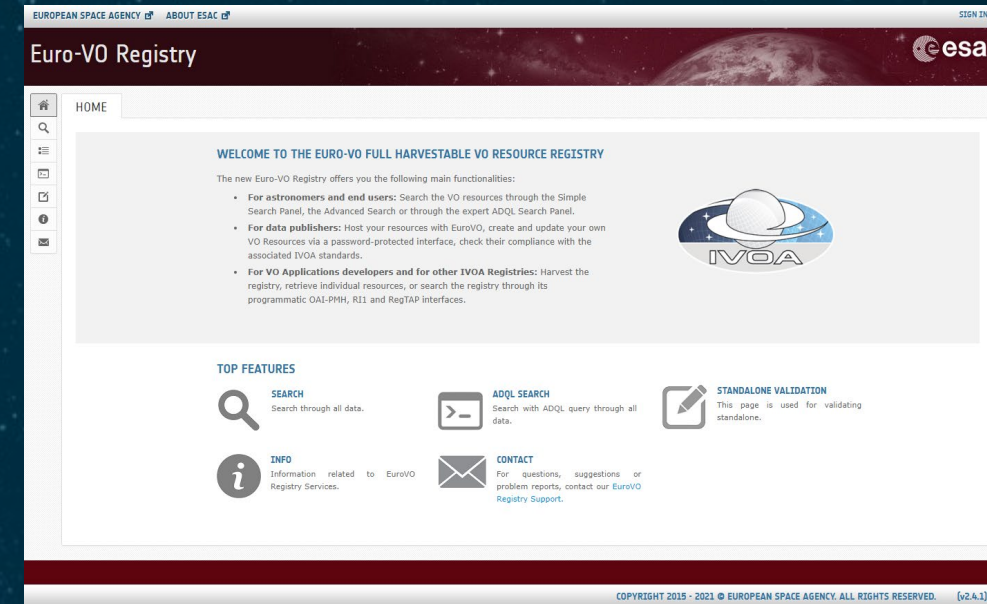 EUROPEAN SPACE AGENCY ABOUT ESAC
SIGN IN
Euro-VO Registry
esa
HOME
WELCOME TO THE EURO-VO FULL HARVESTABLE VO RESOURCE REGISTRY
The new Euro-VO Registry offers you the following main functionalities:
• For astronomers and end users: Search the VO resources through the Simple
Search Panel, the Advanced Search or through the expert ADQL Search Panel.
• For data publishers: Host your resources with EuroVO, create and update your own
VO Resources via a password-protected interface, check their compliance with the
associated IVOA standards.
• For VO Applications developers and for other IVOA Registries: Harvest the
registry, retrieve individual resources, or search the registry through its
programmatic OAI-PMH, RI1 and RegTAP interfaces.
IVOA
TOP FEATURES
SEARCH
Search through all data.
ADQL SEARCH
Search with ADQL query through all
data.
STANDALONE VALIDATION
This page is used for validating
standalone.
INFO
Information related to EuroVO
Registry Services.
CONTACT
For questions, suggestions or
problem reports, contact our EuroVO
Registry Support.
COPYRIGHT 2015 - 2021 © EUROPEAN SPACE AGENCY. ALL RIGHTS RESERVED. (v2.4.1)